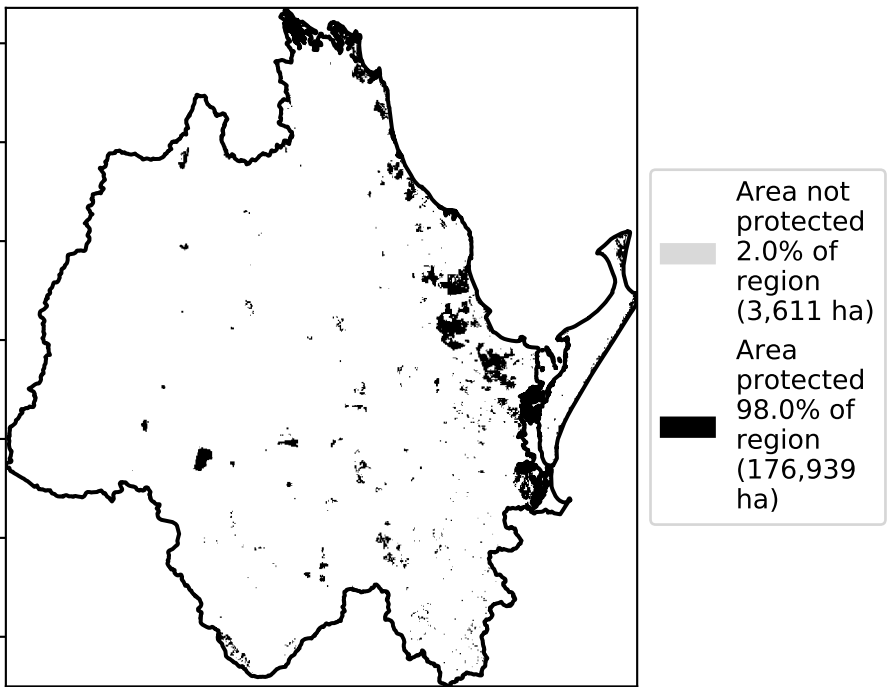 Area not
protected
2.0% of
region
(3,611 ha)
Area
protected
98.0% of
region
(176,939
ha)